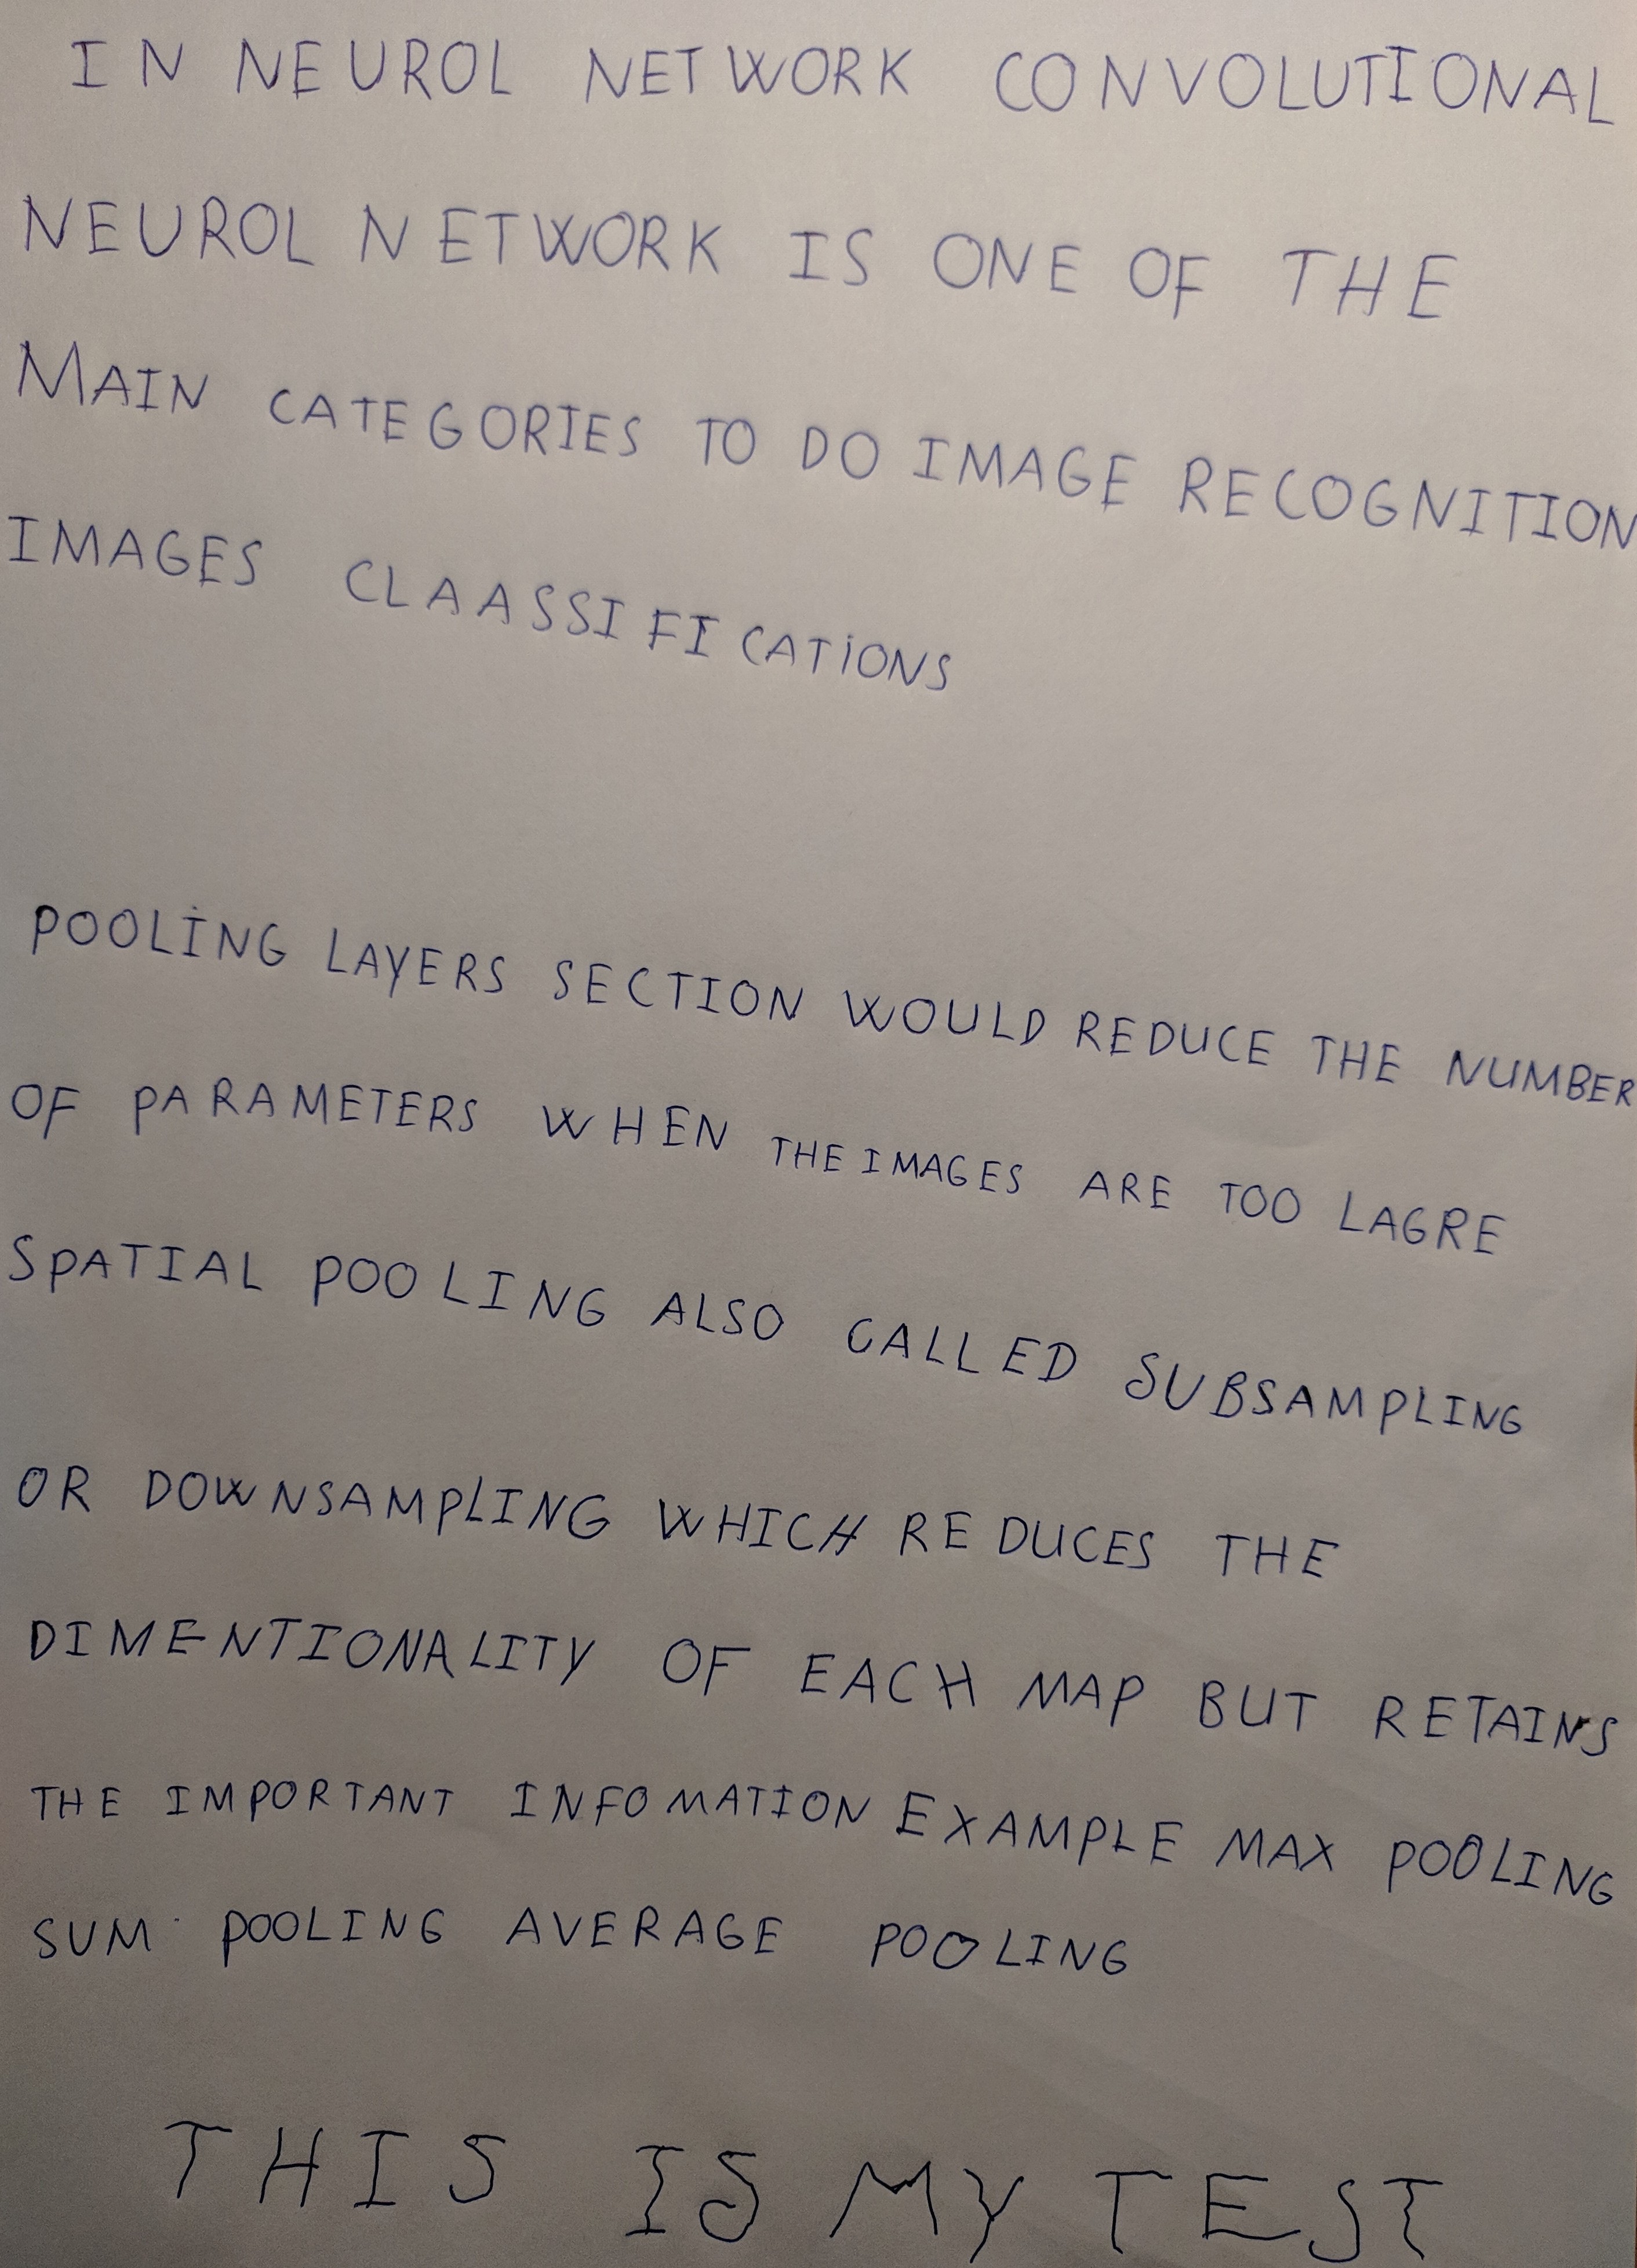 IN NEUROL NETWORK CONVOLUTIONAL
NEUROL NETWORK IS ONE OF THE
MAIN CATEGORIES TO DO IMAGE RECOGNITION
IMAGES CLAASSIFICATIONS
POOLING LAYERS SECTION WOULD REDUCE THE NUMBER
OF PARAMETERS WHEN THE IMAGES ARE TOO LAGRE
SPATIAL POOLING ALSO CALLED SUBSAMPLING
OR DOWNSAMPLING WHICH REDUCES THE
DIMENTIONALITY OF EACH MAP BUT RETAINS
THE IMPORTANT INFOMATION EXAMPLE MAX POOLING
SUM POOLING AVERAGE POOLING
THIS IS MY TEST